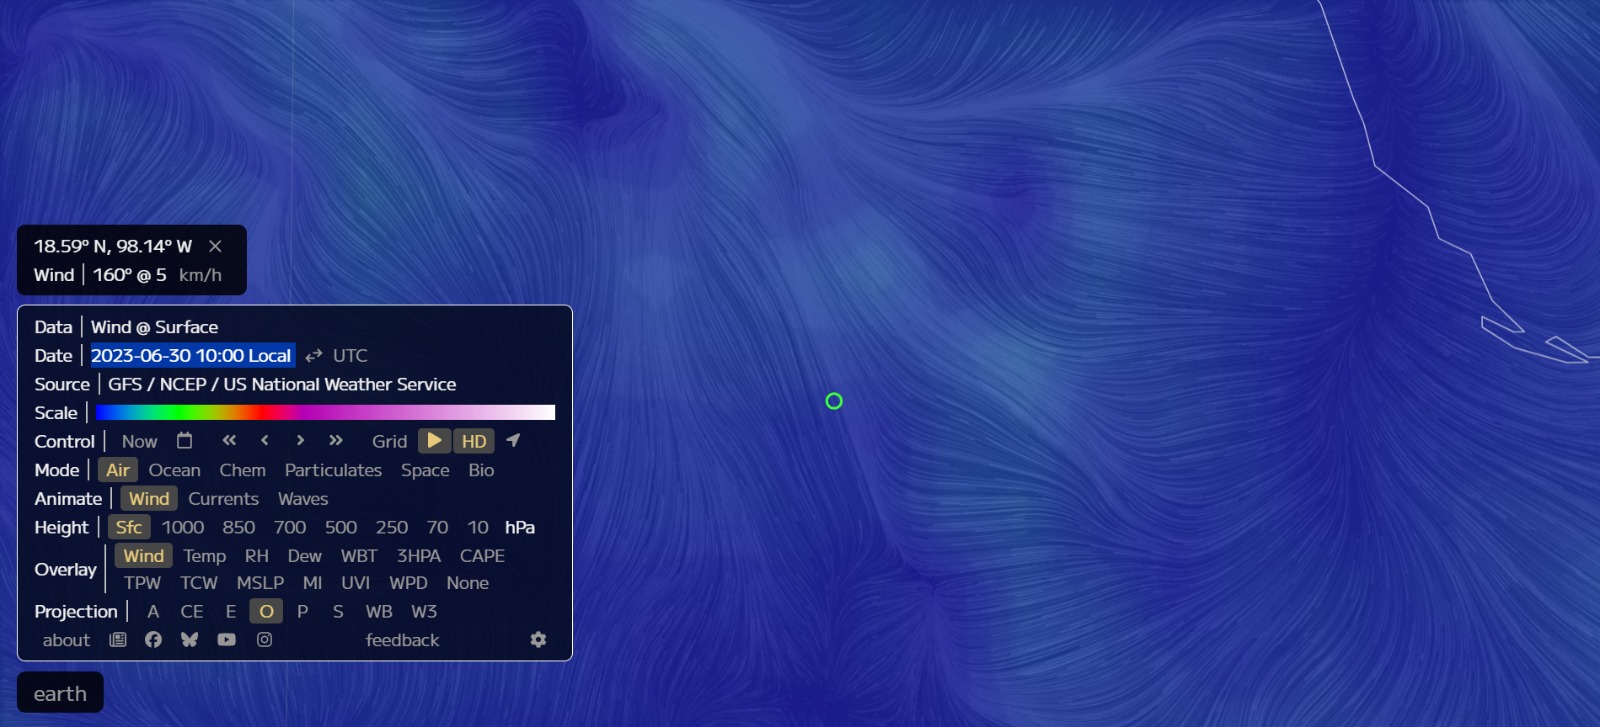 18.59° N, 98.14° W ×
Wind | 160° @ 5 km/h
Data | Wind @ Surface
Date | 2023-06-30 10:00 Local ⇄ UTC
Source | GFS / NCEP / US National Weather Service
Scale |
Control | Now « ‹ › » Grid HD
Mode | Air Ocean Chem Particulates Space Bio
Animate | Wind Currents Waves
Height | Sfc 1000 850 700 500 250 70 10 hPa
Overlay | Wind Temp RH Dew WBT 3HPA CAPE
TPW TCW MSLP MI UVI WPD None
Projection | A CE E O P S WB W3
about feedback
earth